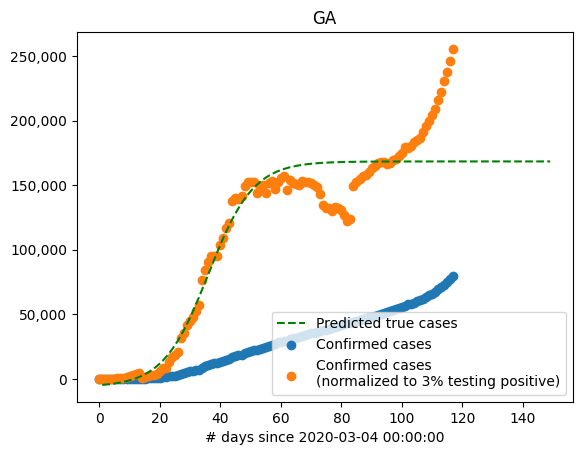 GA
250,000
200,000
150,000
100,000
50,000
0
Predicted true cases
Confirmed cases
Confirmed cases
(normalized to 3% testing positive)
0 20 40 60 80 100 120 140
# days since 2020-03-04 00:00:00